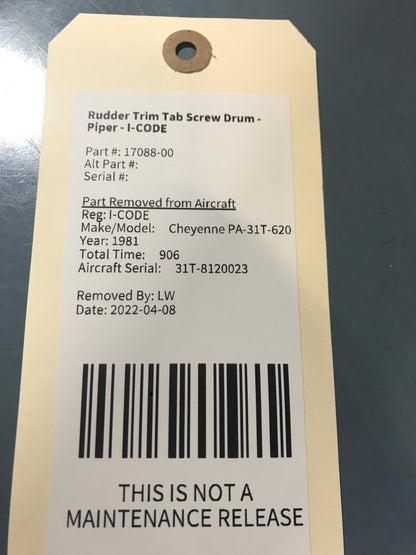 Rudder Trim Tab Screw Drum -
Piper - I-CODE
Part #: 17088-00
Alt Part #:
Serial #:
Part Removed from Aircraft
Reg: I-CODE
Make/Model: Cheyenne PA-31T-620
Year: 1981
Total Time: 906
Aircraft Serial: 31T-8120023
Removed By: LW
Date: 2022-04-08
THIS IS NOT A
MAINTENANCE RELEASE